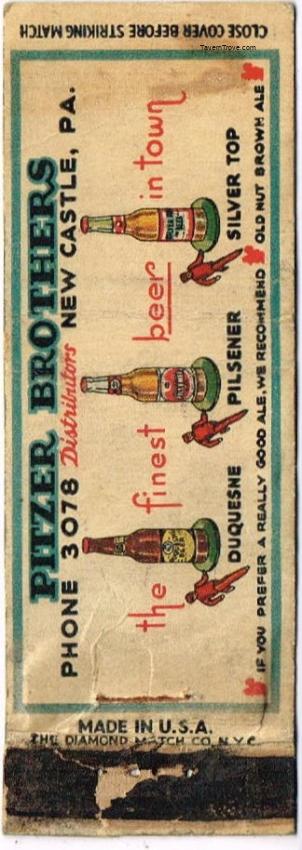 CLOSE COVER BEFORE STRIKING MATCH
TavernTrove.com
PITZER BROTHERS
PHONE 3078 Distributors NEW CASTLE, PA.
the finest beer in town
DUQUESNE PILSENER SILVER TOP
IF YOU PREFER A REALLY GOOD ALE, WE RECOMMEND OLD NUT BROWN ALE
MADE IN U.S.A.
THE DIAMOND MATCH CO. N.Y.C.